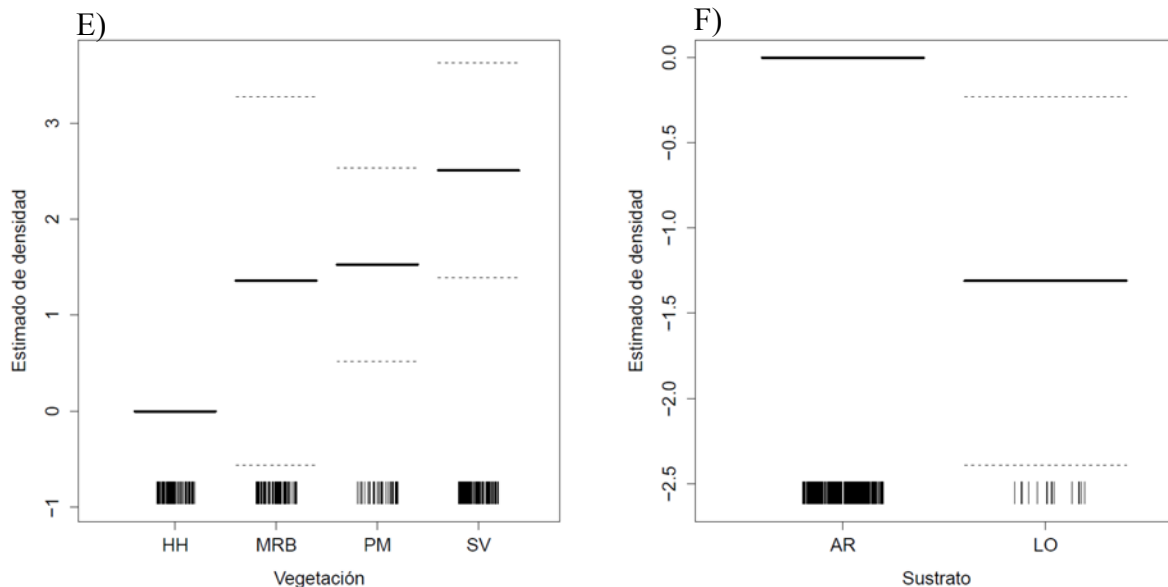 E)
Estimado de densidad
3
2
1
0
−1
HH MRB PM SV
Vegetación
F)
Estimado de densidad
0.0
−0.5
−1.0
−1.5
−2.0
−2.5
AR LO
Sustrato